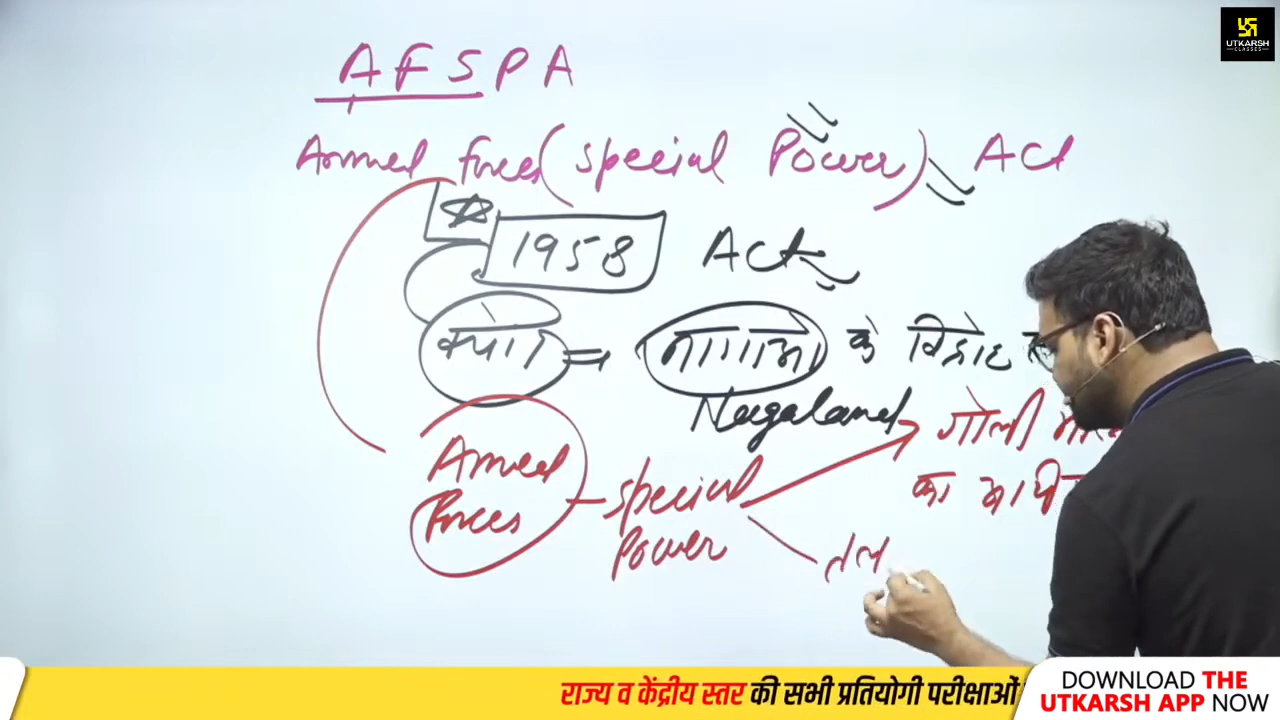 UTKARSH
CLASSES
AFSPA
Armed Forces (Special Power) Act
1958 Act
क्यो = नागाओ के विद्रोह
Nagaland
Armed Forces - Special Power
गोली
का
तल
राज्य व केंद्रीय स्तर की सभी प्रतियोगी परीक्षाओं
DOWNLOAD THE
UTKARSH APP NOW